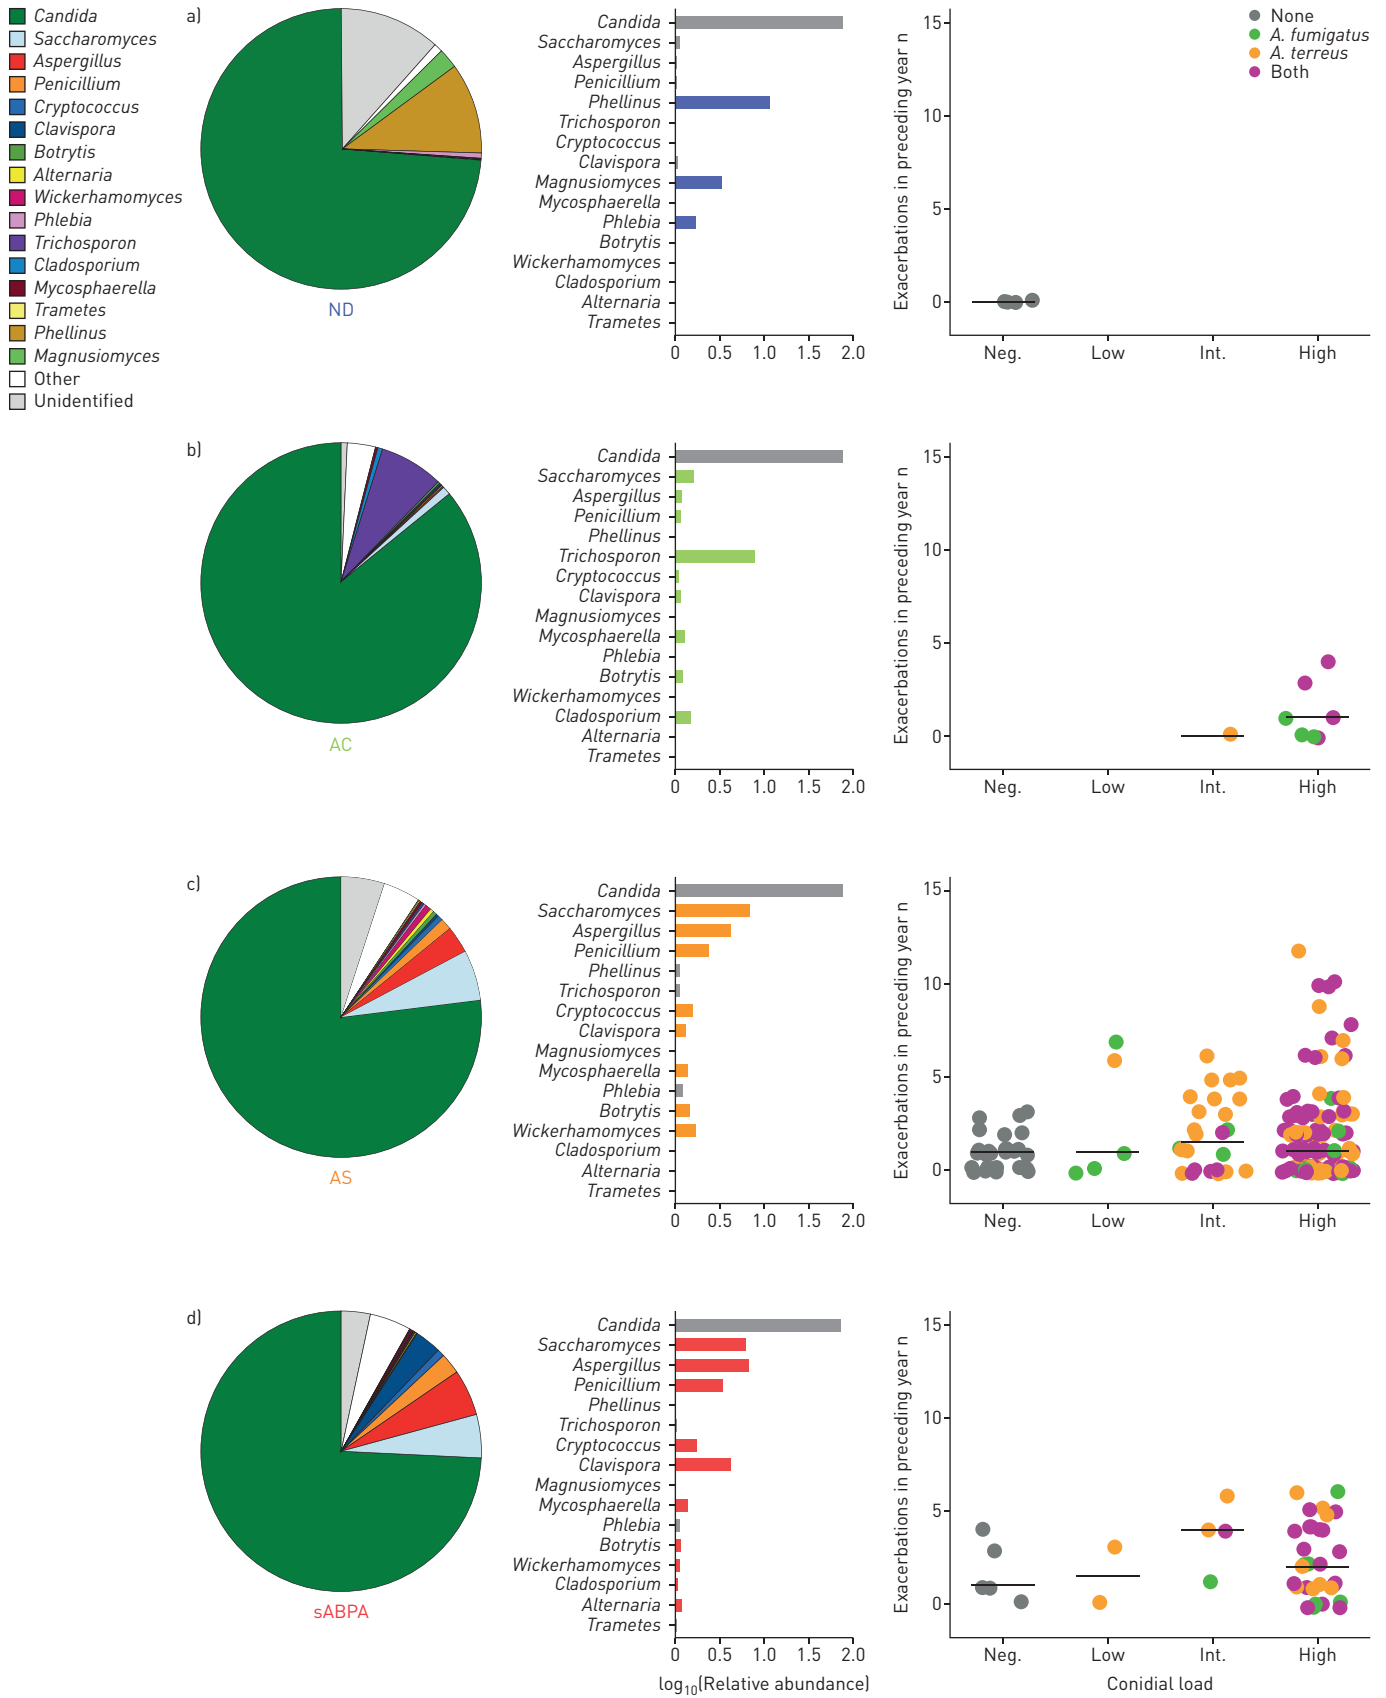 Candida
Saccharomyces
Aspergillus
Penicillium
Cryptococcus
Clavispora
Botrytis
Alternaria
Wickerhamomyces
Phlebia
Trichosporon
Cladosporium
Mycosphaerella
Trametes
Phellinus
Magnusiomyces
Other
Unidentified
a)
ND
Candida
Saccharomyces
Aspergillus
Penicillium
Phellinus
Trichosporon
Cryptococcus
Clavispora
Magnusiomyces
Mycosphaerella
Phlebia
Botrytis
Wickerhamomyces
Cladosporium
Alternaria
Trametes
0 0.5 1.0 1.5 2.0
Exacerbations in preceding year n
15
10
5
0
Neg. Low Int. High
None
A. fumigatus
A. terreus
Both
b)
AC
Candida
Saccharomyces
Aspergillus
Penicillium
Phellinus
Trichosporon
Cryptococcus
Clavispora
Magnusiomyces
Mycosphaerella
Phlebia
Botrytis
Wickerhamomyces
Cladosporium
Alternaria
Trametes
0 0.5 1.0 1.5 2.0
Exacerbations in preceding year n
15
10
5
0
Neg. Low Int. High
c)
AS
Candida
Saccharomyces
Aspergillus
Penicillium
Phellinus
Trichosporon
Cryptococcus
Clavispora
Magnusiomyces
Mycosphaerella
Phlebia
Botrytis
Wickerhamomyces
Cladosporium
Alternaria
Trametes
0 0.5 1.0 1.5 2.0
Exacerbations in preceding year n
15
10
5
0
Neg. Low Int. High
d)
sABPA
Candida
Saccharomyces
Aspergillus
Penicillium
Phellinus
Trichosporon
Cryptococcus
Clavispora
Magnusiomyces
Mycosphaerella
Phlebia
Botrytis
Wickerhamomyces
Cladosporium
Alternaria
Trametes
0 0.5 1.0 1.5 2.0
log10(Relative abundance)
Exacerbations in preceding year n
15
10
5
0
Neg. Low Int. High
Conidial load